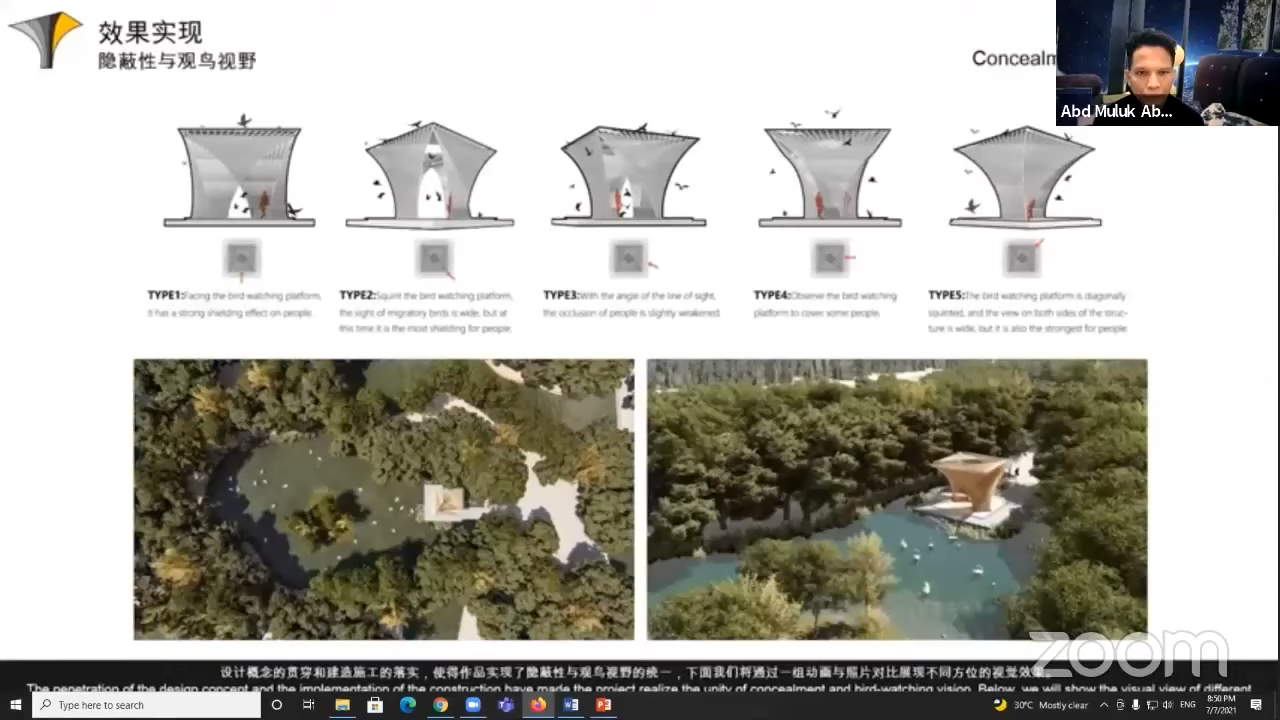 效果实现
隐蔽性与观鸟视野
Concealm
Abd Muluk Ab...
TYPE1:Facing the bird watching platform,
it has a strong shielding effect on people.
TYPE2:Squint the bird watching platform,
the sight of migratory birds is wide, but at
this time it is the most shielding for people.
TYPE3:With the angle of the line of sight,
the occlusion of people is slightly weakened.
TYPE4:Observe the bird watching
platform to cover some people.
TYPE5:The bird watching platform is diagonally
squinted, and the view on both sides of the struc-
ture is wide, but it is also the strongest for people
zoom
设计概念的贯穿和建造施工的落实，使得作品实现了隐蔽性与观鸟视野的统一，下面我们将通过一组动画与照片对比展现不同方位的视觉效果。
The penetration of the design concept and the implementation of the construction have made the project realize the unity of concealment and bird-watching vision. Below, we will show the visual view of different
Type here to search
30°C Mostly clear
ENG
8:50 PM
7/7/2021